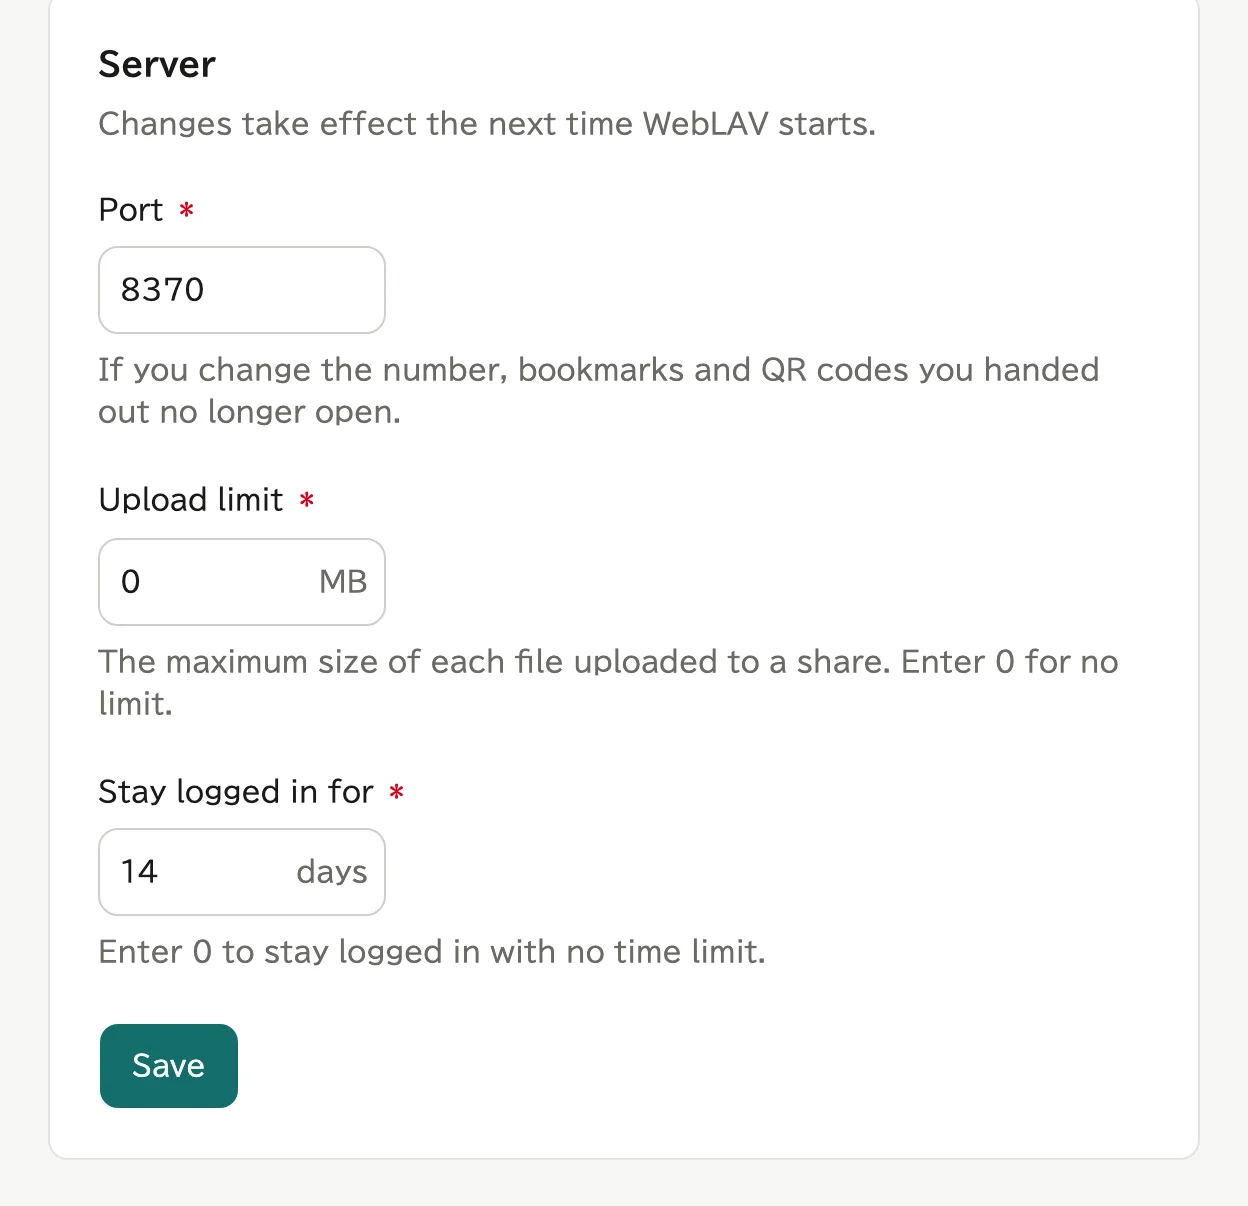 Server
Changes take effect the next time WebLAV starts.
Port *
8370
If you change the number, bookmarks and QR codes you handed
out no longer open.
Upload limit *
0 MB
The maximum size of each file uploaded to a share. Enter 0 for no
limit.
Stay logged in for *
14 days
Enter 0 to stay logged in with no time limit.
Save